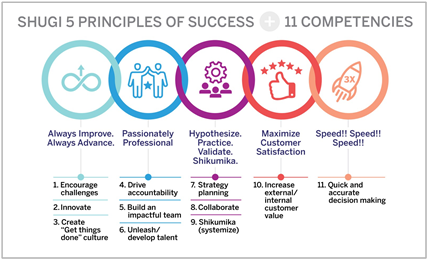 SHUGI 5 PRINCIPLES OF SUCCESS + 11 COMPETENCIES
3X
Always Improve.
Always Advance.
1. Encourage
challenges
2. Innovate
3. Create
“Get things
done” culture
Passionately
Professional
4. Drive
accountability
5. Build an
impactful team
6. Unleash/
develop talent
Hypothesize.
Practice.
Validate.
Shikumika.
7. Strategy
planning
8. Collaborate
9. Shikumika
(systemize)
Maximize
Customer
Satisfaction
10. Increase
external/
internal
customer
value
Speed!! Speed!!
Speed!!
11. Quick and
accurate
decision making